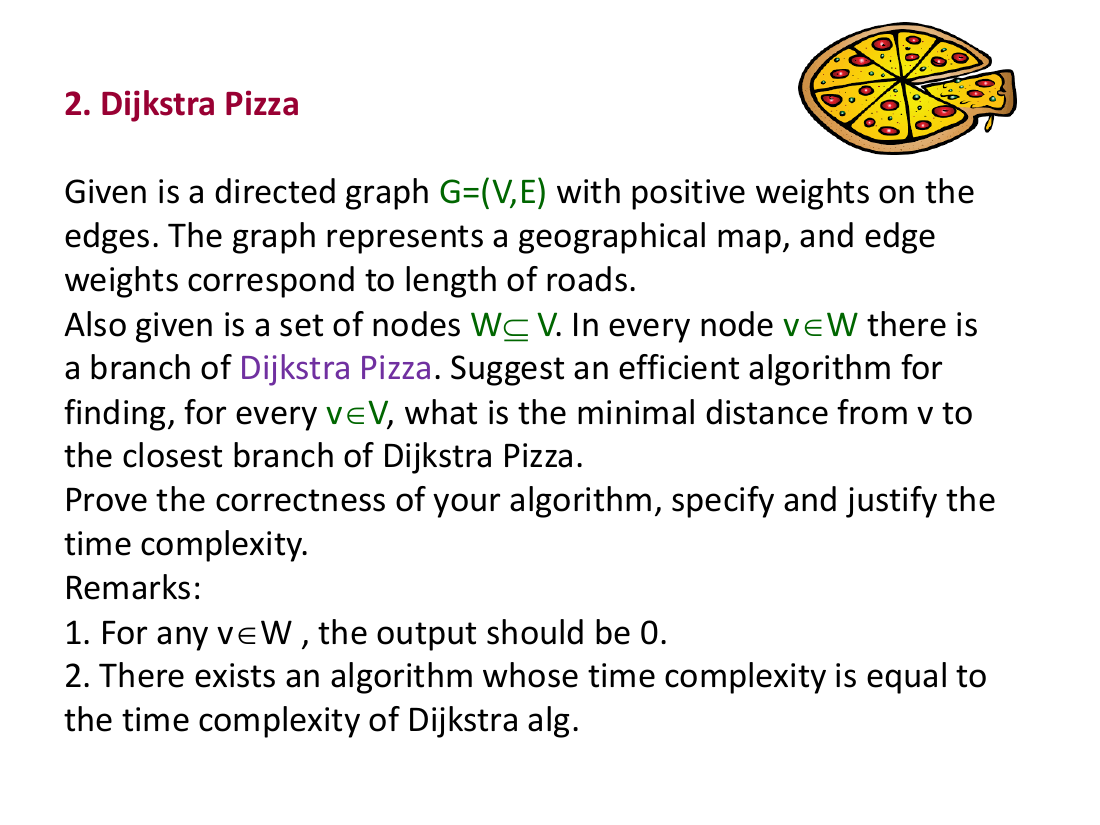 2. Dijkstra Pizza
Given is a directed graph G=(V,E) with positive weights on the
edges. The graph represents a geographical map, and edge
weights correspond to length of roads.
Also given is a set of nodes W⊆ V. In every node v∈W there is
a branch of Dijkstra Pizza. Suggest an efficient algorithm for
finding, for every v∈V, what is the minimal distance from v to
the closest branch of Dijkstra Pizza.
Prove the correctness of your algorithm, specify and justify the
time complexity.
Remarks:
1. For any v∈W , the output should be 0.
2. There exists an algorithm whose time complexity is equal to
the time complexity of Dijkstra alg.